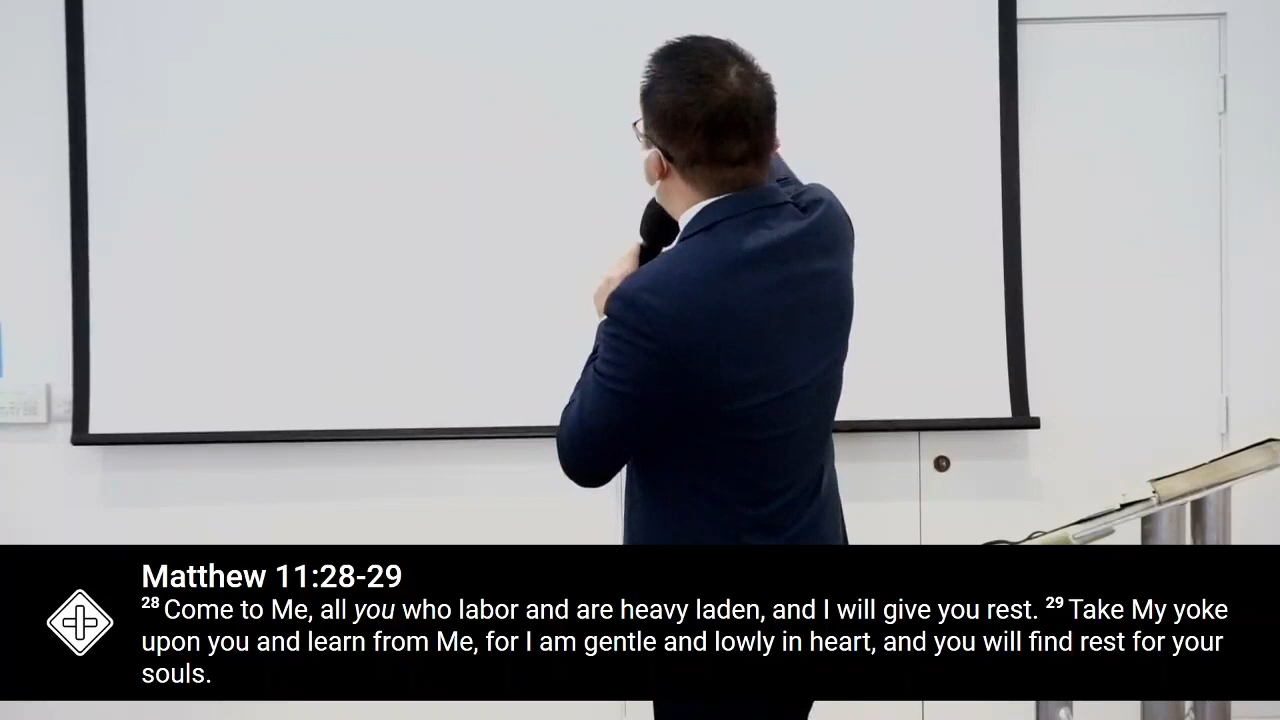 Matthew 11:28-29
28 Come to Me, all you who labor and are heavy laden, and I will give you rest. 29 Take My yoke
upon you and learn from Me, for I am gentle and lowly in heart, and you will find rest for your
souls.